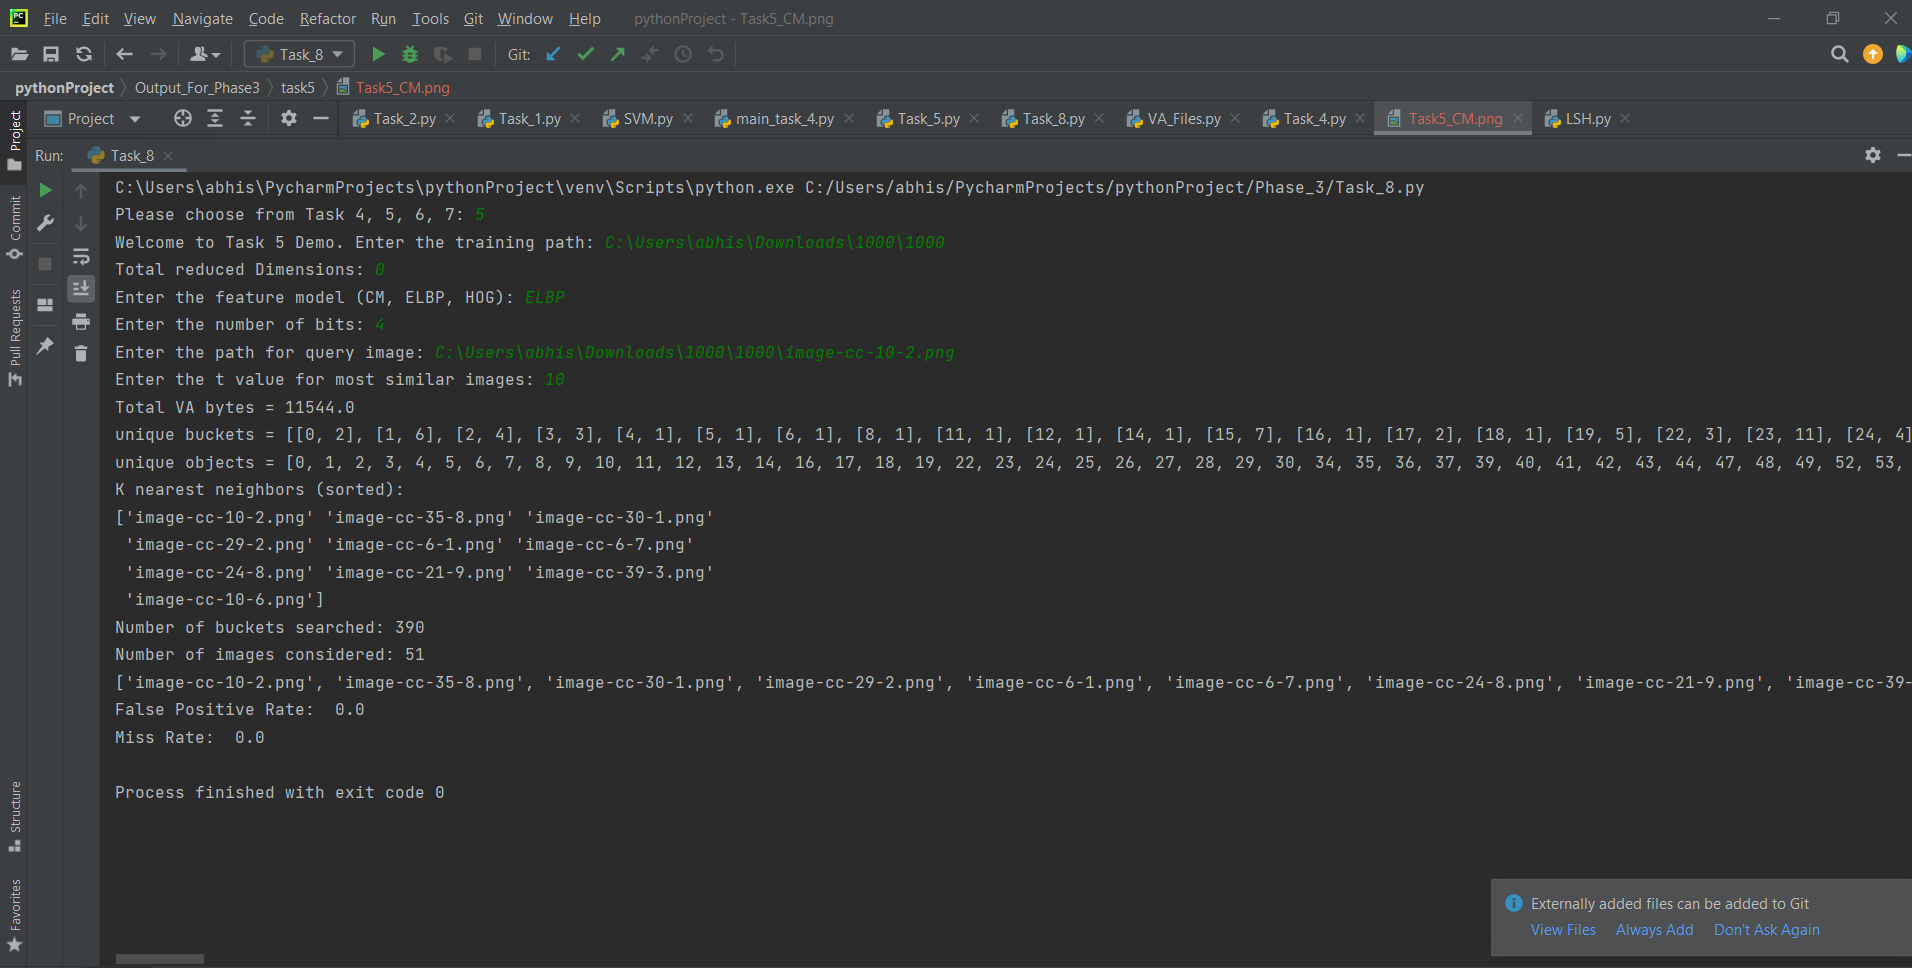 File Edit View Navigate Code Refactor Run Tools Git Window Help pythonProject - Task5_CM.png
Task_8 Git:
pythonProject Output_For_Phase3 task5 Task5_CM.png
Project Task_2.py Task_1.py SVM.py main_task_4.py Task_5.py Task_8.py VA_Files.py Task_4.py Task5_CM.png LSH.py
Run: Task_8
C:\Users\abhis\PycharmProjects\pythonProject\venv\Scripts\python.exe C:/Users/abhis/PycharmProjects/pythonProject/Phase_3/Task_8.py
Please choose from Task 4, 5, 6, 7: 5
Welcome to Task 5 Demo. Enter the training path: C:\Users\abhis\Downloads\1000\1000
Total reduced Dimensions: 0
Enter the feature model (CM, ELBP, HOG): ELBP
Enter the number of bits: 4
Enter the path for query image: C:\Users\abhis\Downloads\1000\1000\image-cc-10-2.png
Enter the t value for most similar images: 10
Total VA bytes = 11544.0
unique buckets = [[0, 2], [1, 6], [2, 4], [3, 3], [4, 1], [5, 1], [6, 1], [8, 1], [11, 1], [12, 1], [14, 1], [15, 7], [16, 1], [17, 2], [18, 1], [19, 5], [22, 3], [23, 11], [24, 4]
unique objects = [0, 1, 2, 3, 4, 5, 6, 7, 8, 9, 10, 11, 12, 13, 14, 16, 17, 18, 19, 22, 23, 24, 25, 26, 27, 28, 29, 30, 34, 35, 36, 37, 39, 40, 41, 42, 43, 44, 47, 48, 49, 52, 53,
K nearest neighbors (sorted):
['image-cc-10-2.png' 'image-cc-35-8.png' 'image-cc-30-1.png'
'image-cc-29-2.png' 'image-cc-6-1.png' 'image-cc-6-7.png'
'image-cc-24-8.png' 'image-cc-21-9.png' 'image-cc-39-3.png'
'image-cc-10-6.png']
Number of buckets searched: 390
Number of images considered: 51
['image-cc-10-2.png', 'image-cc-35-8.png', 'image-cc-30-1.png', 'image-cc-29-2.png', 'image-cc-6-1.png', 'image-cc-6-7.png', 'image-cc-24-8.png', 'image-cc-21-9.png', 'image-cc-39-
False Positive Rate:  0.0
Miss Rate:  0.0
Process finished with exit code 0
Project
Commit
Pull Requests
Structure
Favorites
Externally added files can be added to Git
View Files Always Add Don't Ask Again